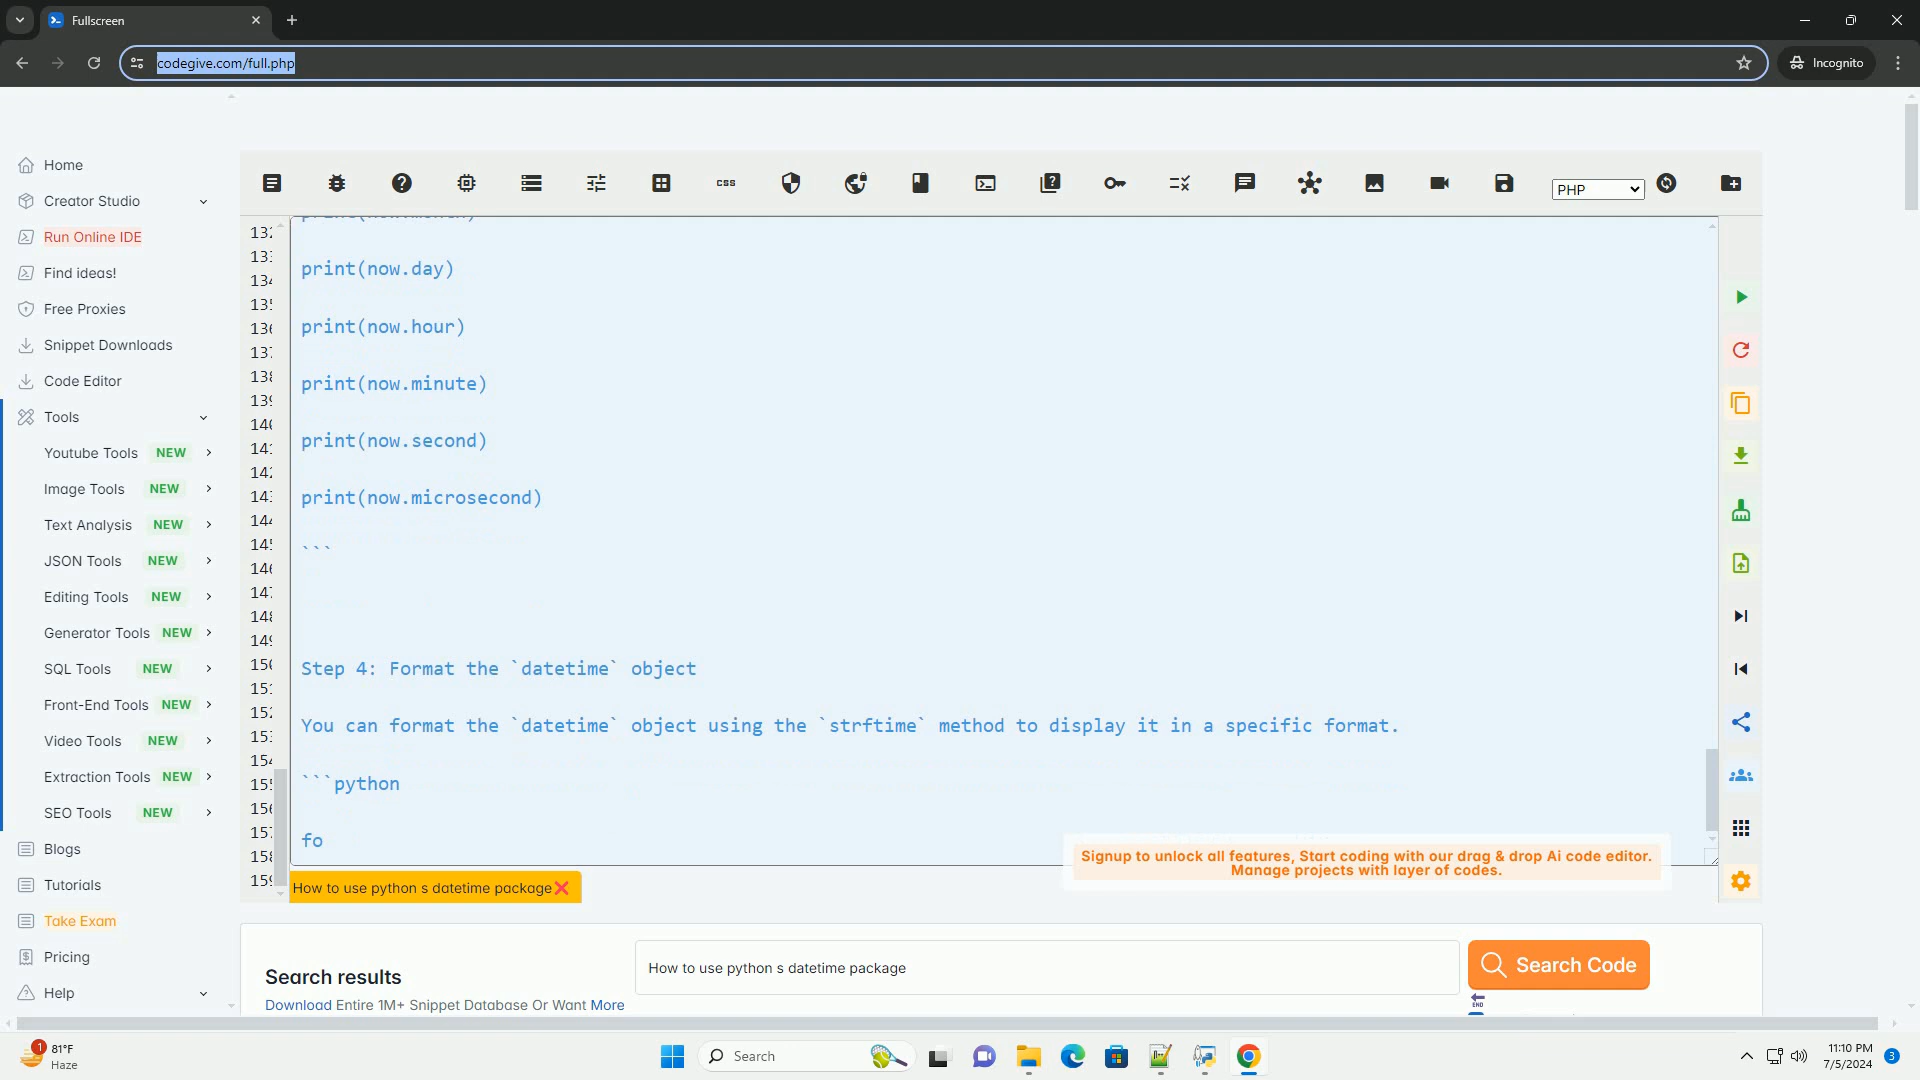 Fullscreen
codegive.com/full.php
Incognito
Home
Creator Studio
Run Online IDE
Find ideas!
Free Proxies
Snippet Downloads
Code Editor
Tools
Youtube Tools NEW
Image Tools NEW
Text Analysis NEW
JSON Tools NEW
Editing Tools NEW
Generator Tools NEW
SQL Tools NEW
Front-End Tools NEW
Video Tools NEW
Extraction Tools NEW
SEO Tools NEW
Blogs
Tutorials
Take Exam
Pricing
Help
css
PHP
print(now.day)
print(now.hour)
print(now.minute)
print(now.second)
print(now.microsecond)
```
Step 4: Format the `datetime` object
You can format the `datetime` object using the `strftime` method to display it in a specific format.
```python
fo
Signup to unlock all features, Start coding with our drag & drop Ai code editor.
Manage projects with layer of codes.
How to use python s datetime package
Search results
Download Entire 1M+ Snippet Database Or Want More
How to use python s datetime package
Search Code
END
1
81°F
Haze
Search
11:10 PM
7/5/2024
3